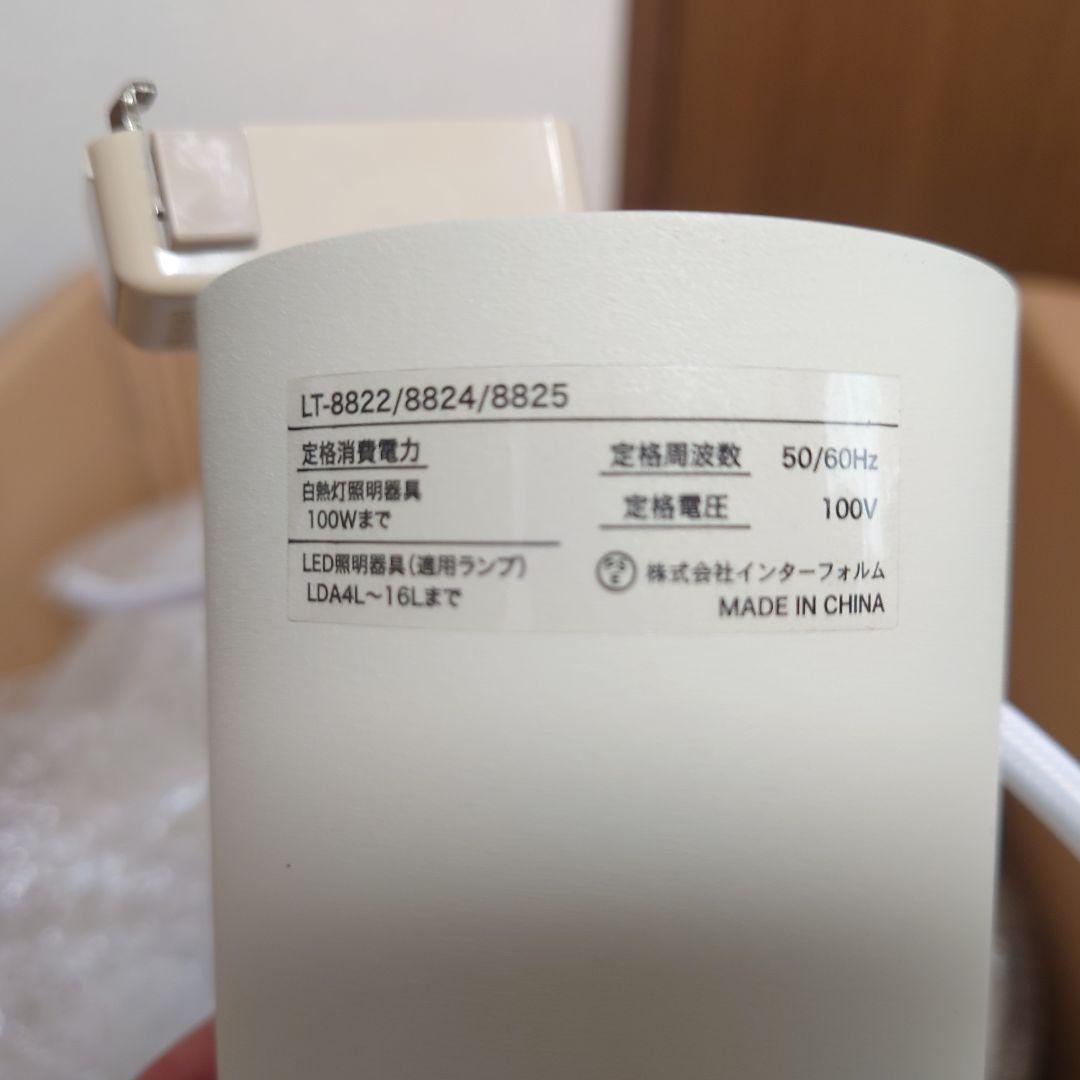 LT-8822/8824/8825
定格消費電力
白熱灯照明器具
100Wまで
LED照明器具(適用ランプ)
LDA4L～16Lまで
定格周波数 50/60Hz
定格電圧 100V
株式会社インターフォルム
MADE IN CHINA